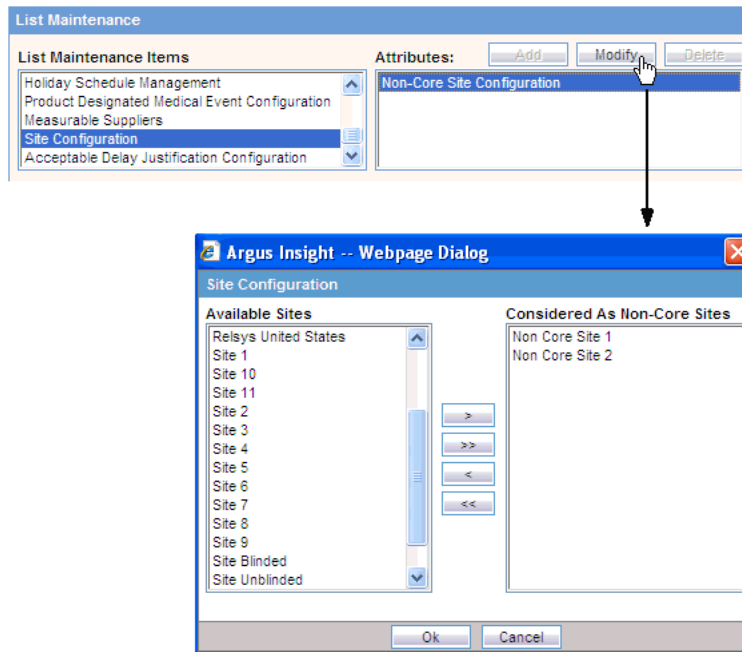 List Maintenance
List Maintenance Items
Attributes:
Add
Modify
Delete
Holiday Schedule Management
Product Designated Medical Event Configuration
Measurable Suppliers
Site Configuration
Acceptable Delay Justification Configuration
Non-Core Site Configuration
Argus Insight -- Webpage Dialog
Site Configuration
Available Sites
Considered As Non-Core Sites
Relsys United States
Site 1
Site 10
Site 11
Site 2
Site 3
Site 4
Site 5
Site 6
Site 7
Site 8
Site 9
Site Blinded
Site Unblinded
>
>>
<
<<
Non Core Site 1
Non Core Site 2
Ok
Cancel